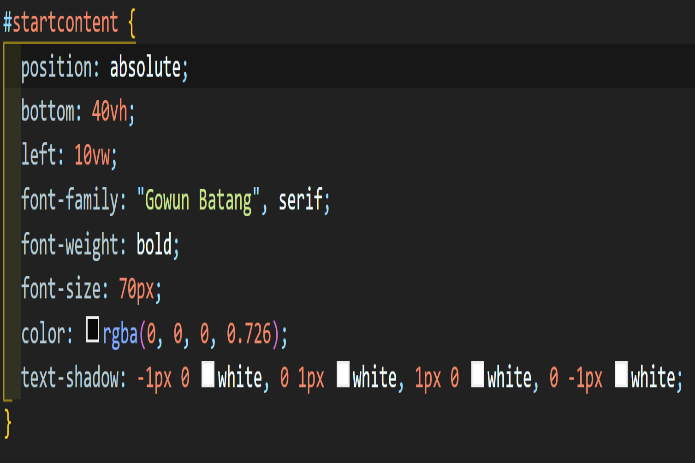 #startcontent {
position: absolute;
bottom: 40vh;
left: 10vw;
font-family: "Gowun Batang", serif;
font-weight: bold;
font-size: 70px;
color: rgba(0, 0, 0, 0.726);
text-shadow: -1px 0 white, 0 1px white, 1px 0 white, 0 -1px white;
}